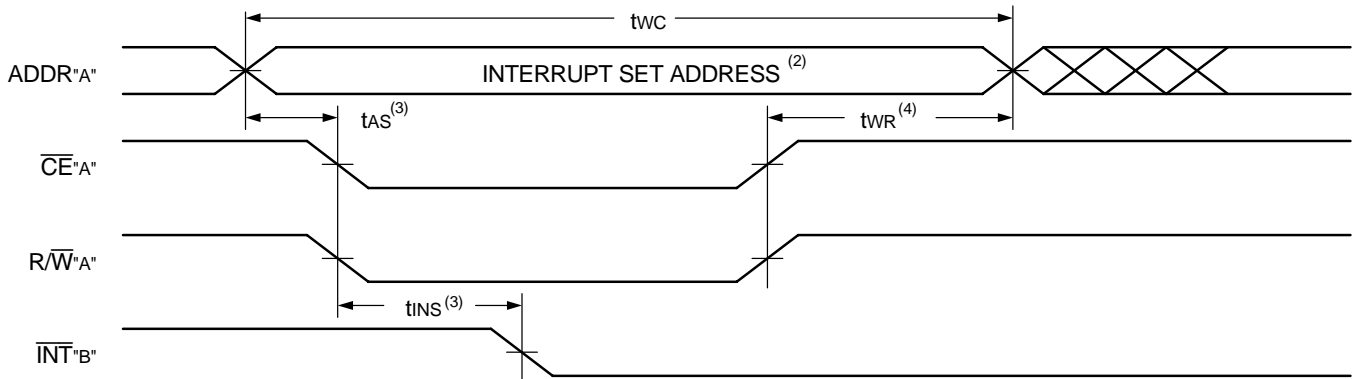 tWC
ADDR"A"
INTERRUPT SET ADDRESS (2)
tAS(3)
tWR(4)
CE"A"
R/W"A"
tINS(3)
INT"B"